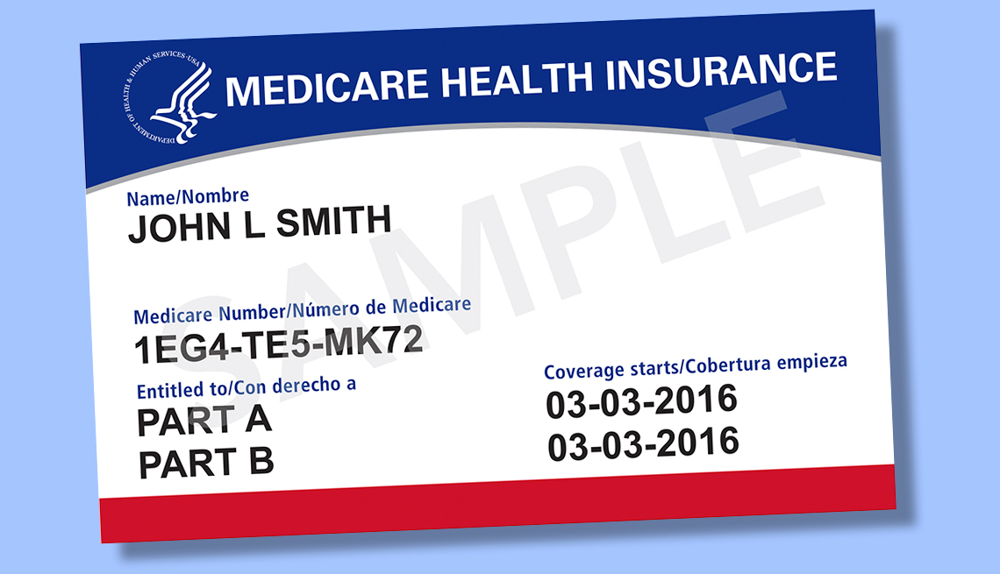 DEPARTMENT OF HEALTH & HUMAN SERVICES · USA
MEDICARE HEALTH INSURANCE
SAMPLE
Name/Nombre
JOHN L SMITH
Medicare Number/Número de Medicare
1EG4-TE5-MK72
Entitled to/Con derecho a
Coverage starts/Cobertura empieza
PART A 03-03-2016
PART B 03-03-2016